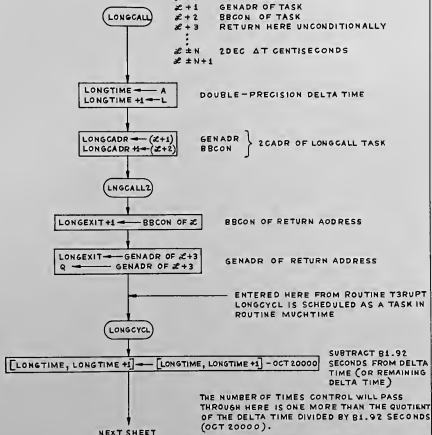 LONGCALL
ℒ+1 GENADR OF TASK
ℒ+2 BBCON OF TASK
ℒ+3 RETURN HERE UNCONDITIONALLY
ℒ±N 2DEC ΔT CENTISECONDS
ℒ±N+1
LONGTIME ← A
LONGTIME +1 ← L
DOUBLE-PRECISION DELTA TIME
LONGCADR ← (ℒ+1)
LONGCADR +1 ← (ℒ+2)
GENADR
BBCON
2CADR OF LONGCALL TASK
LNGCALL2
LONGEXIT +1 ← BBCON OF ℒ
BBCON OF RETURN ADDRESS
LONGEXIT ← GENADR OF ℒ+3
Q ← GENADR OF ℒ+3
GENADR OF RETURN ADDRESS
ENTERED HERE FROM ROUTINE T3RUPT
LONGCYCL IS SCHEDULED AS A TASK IN
ROUTINE MUCHTIME
LONGCYCL
[LONGTIME, LONGTIME +1] ← [LONGTIME, LONGTIME +1] - OCT 20000
SUBTRACT 81.92
SECONDS FROM DELTA
TIME (OR REMAINING
DELTA TIME)
THE NUMBER OF TIMES CONTROL WILL PASS
THROUGH HERE IS ONE MORE THAN THE QUOTIENT
OF THE DELTA TIME DIVIDED BY 81.92 SECONDS
(OCT 20000).
NEXT SHEET